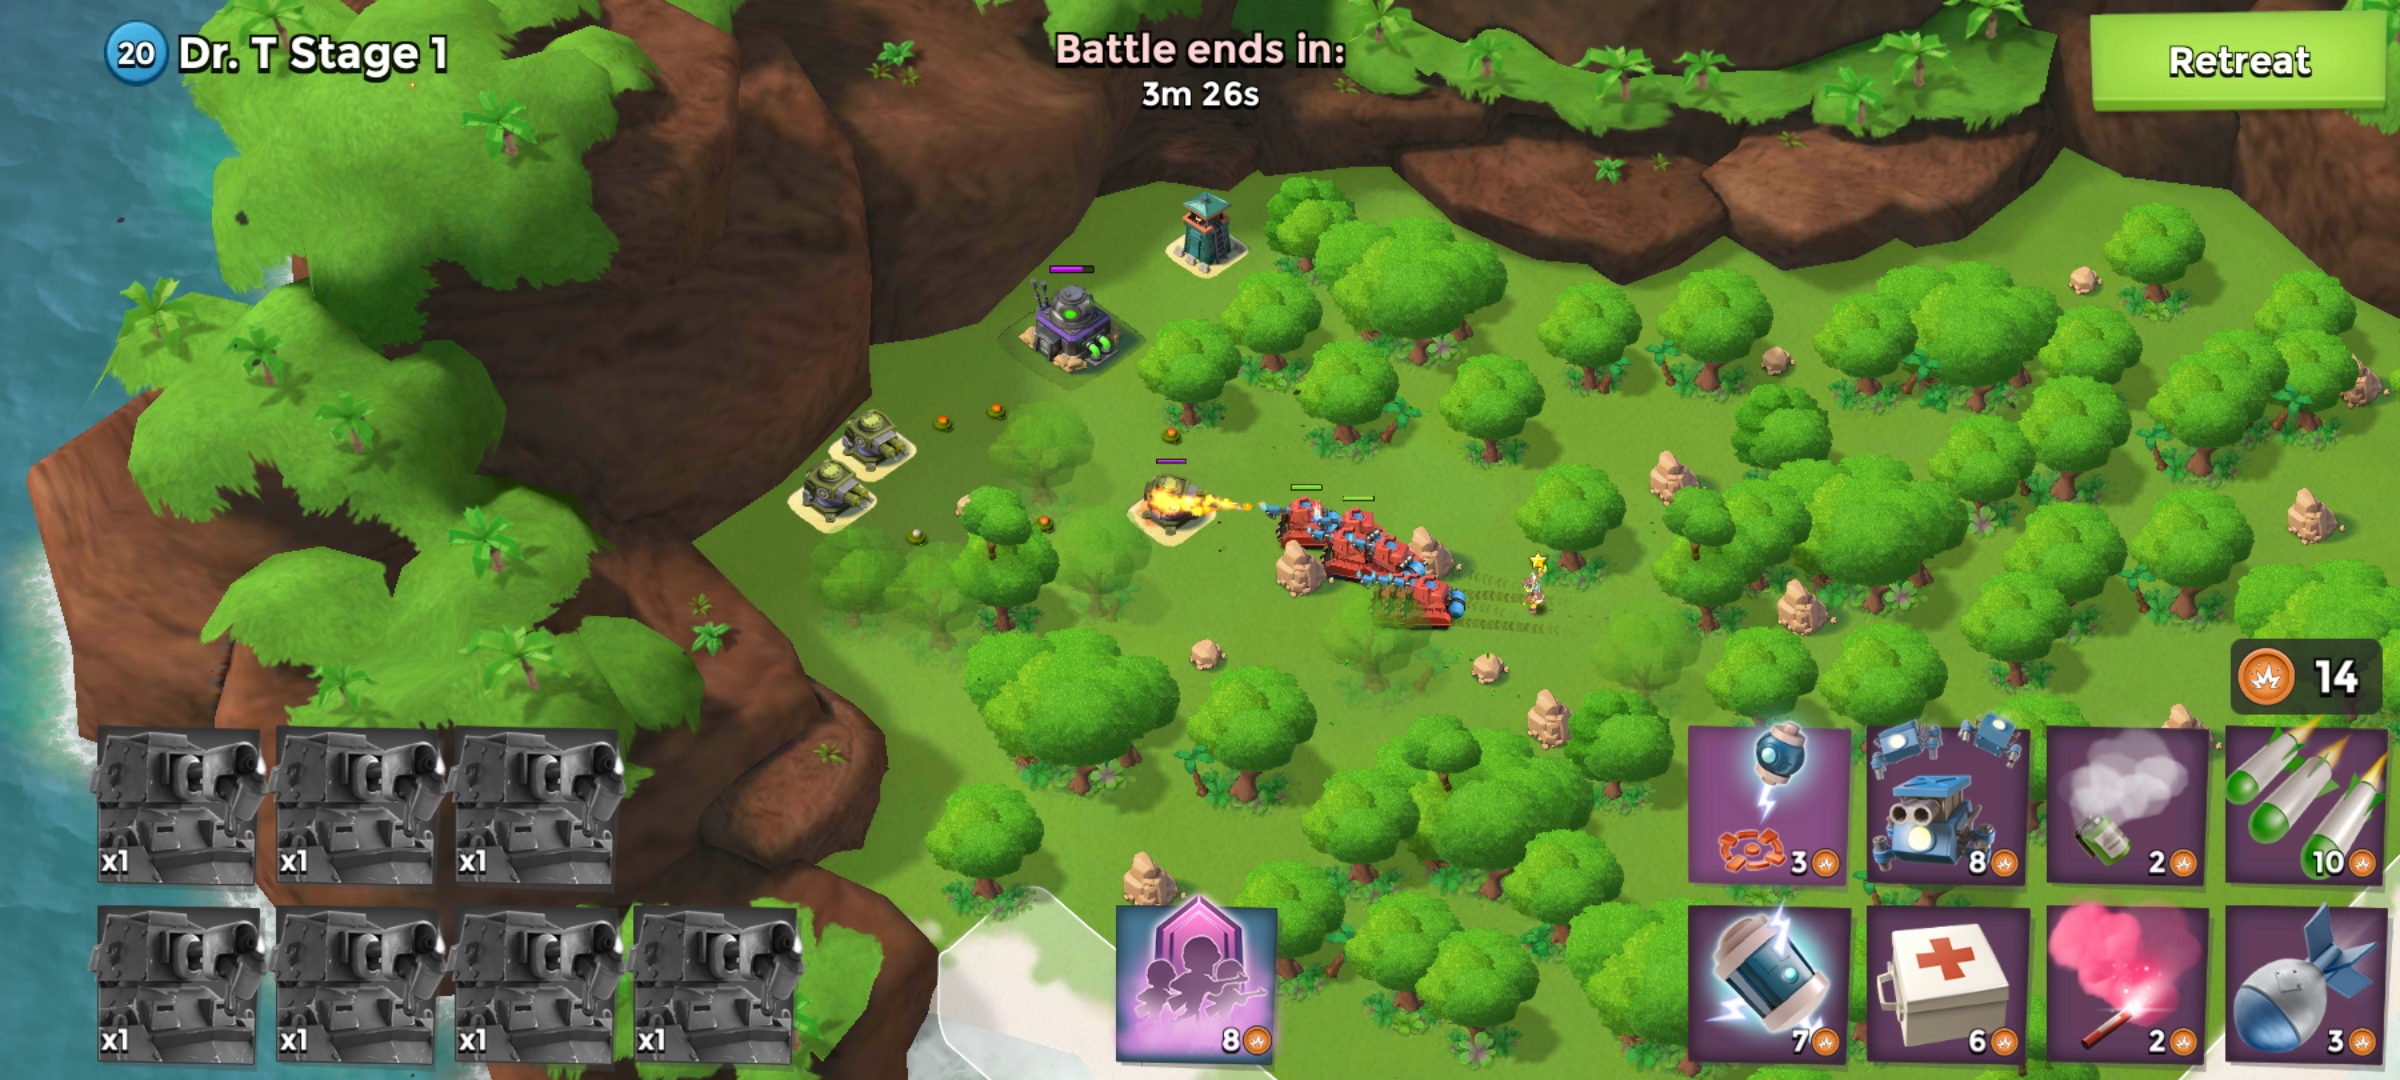 20 Dr. T Stage 1
Battle ends in:
3m 26s
Retreat
14
x1 x1 x1
3 8 2 10
x1 x1 x1 x1
8
7 6 2 3